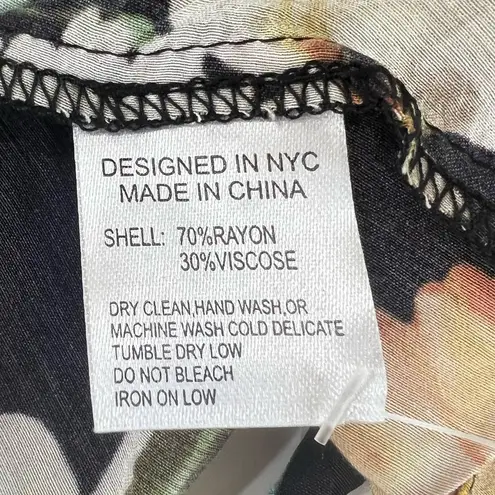 DESIGNED IN NYC
MADE IN CHINA
SHELL: 70%RAYON
30%VISCOSE
DRY CLEAN,HAND WASH,OR
MACHINE WASH COLD DELICATE
TUMBLE DRY LOW
DO NOT BLEACH
IRON ON LOW